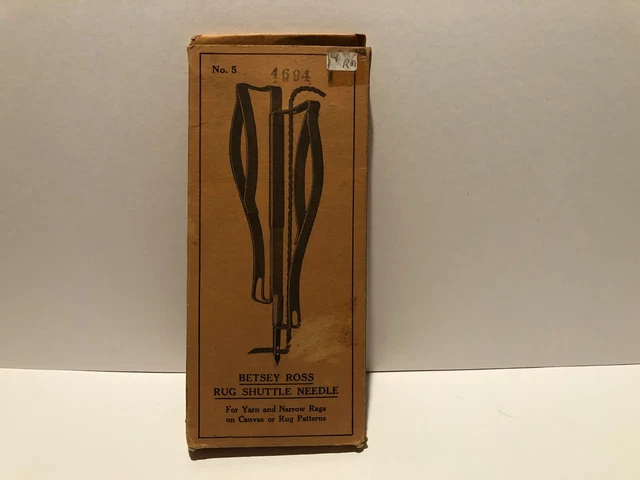 No. 5
4694
BETSEY ROSS
RUG SHUTTLE NEEDLE
For Yarn and Narrow Rags
on Canvas or Rug Patterns